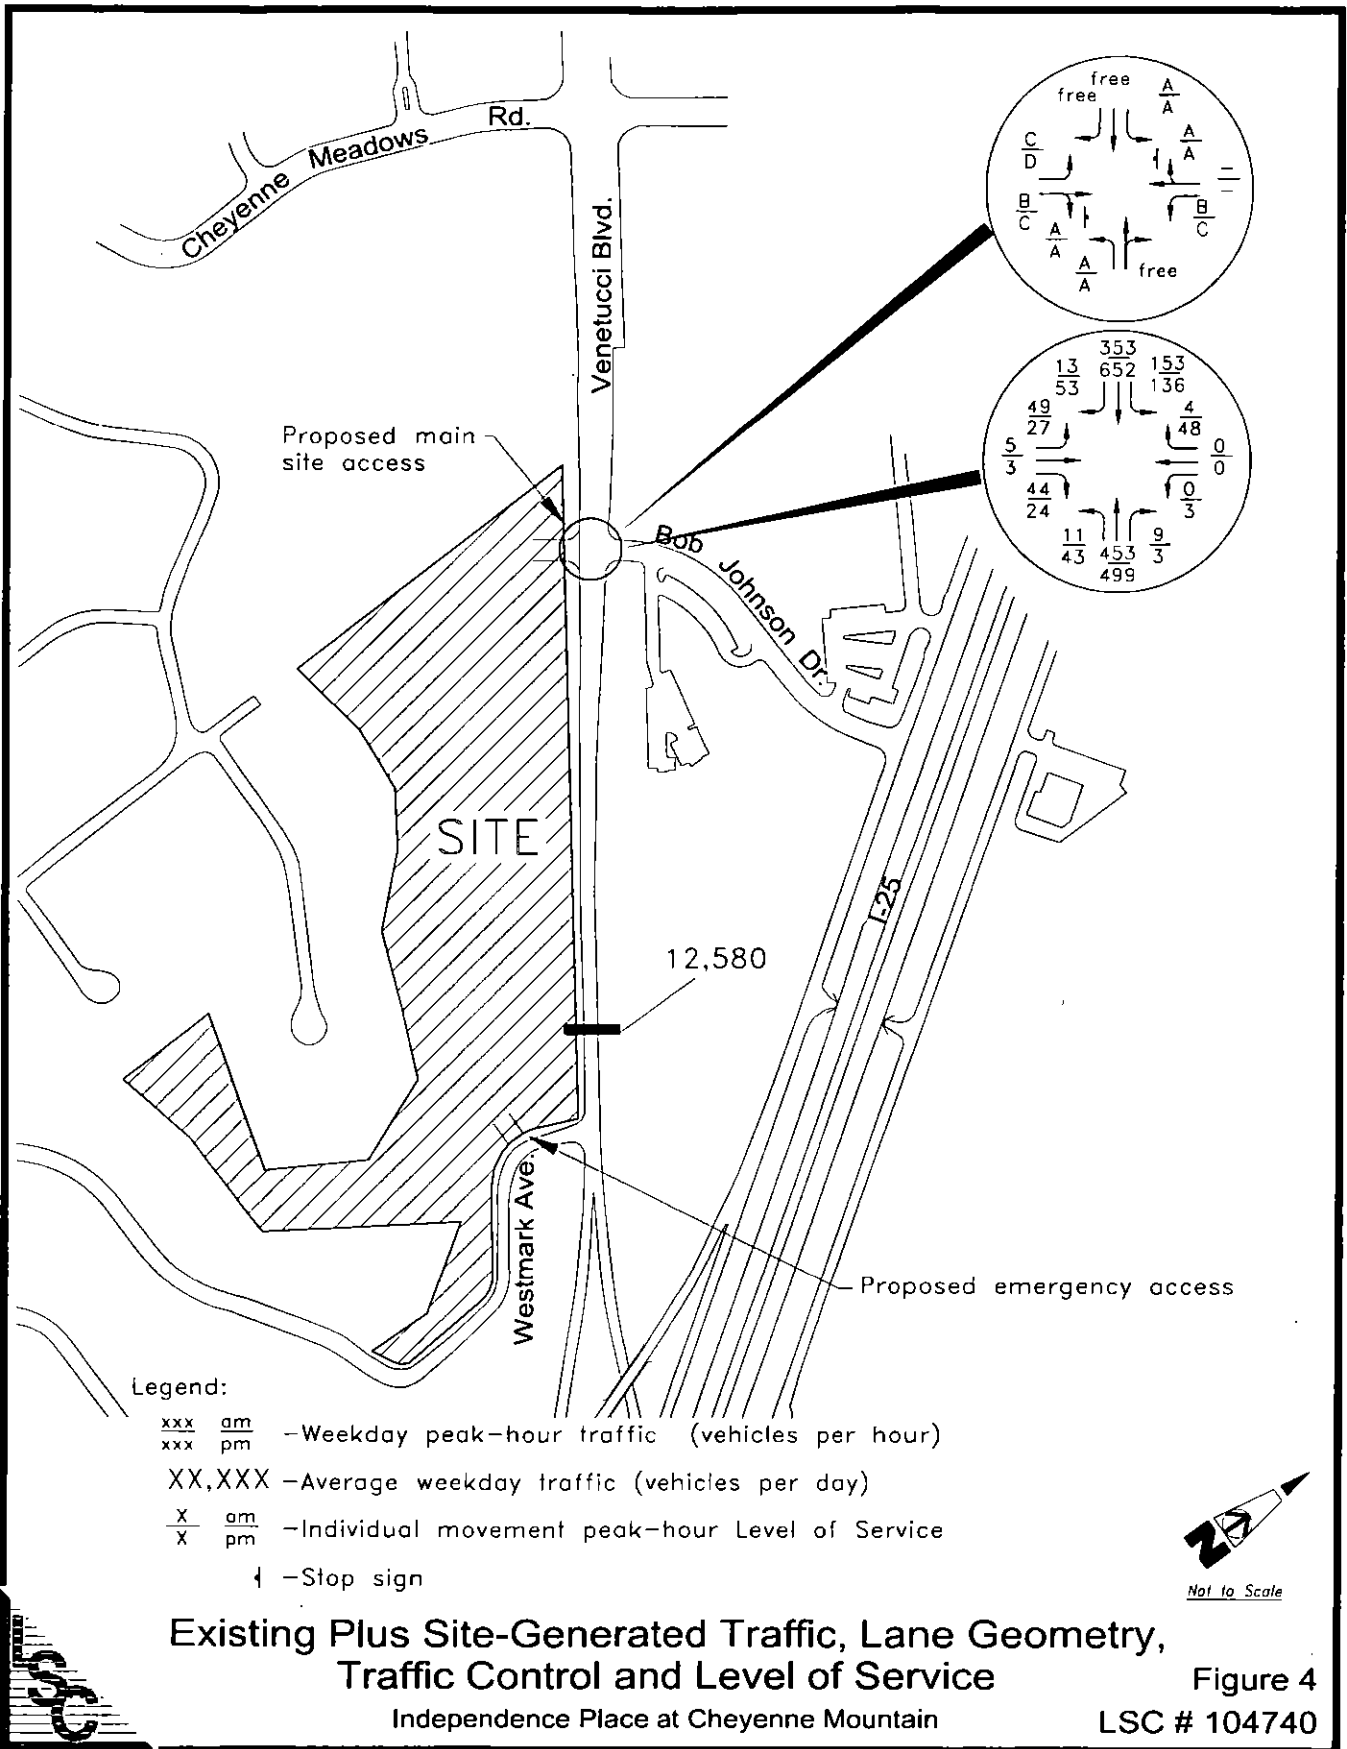 free
free
A
A
C
D
A
A
—
—
B
C
B
C
A
A
A
A
free
353
652
13
53
153
136
49
27
4
48
5
3
0
0
44
24
0
3
11
43
453
499
9
3
Cheyenne Meadows Rd.
Venetucci Blvd.
Proposed main
site access
Bob Johnson Dr.
SITE
I-25
12,580
Westmark Ave.
Proposed emergency access
Legend:
xxx am
xxx pm
-Weekday peak-hour traffic (vehicles per hour)
XX,XXX -Average weekday traffic (vehicles per day)
X am
X pm
-Individual movement peak-hour Level of Service
-Stop sign
N
Not to Scale
LSC
Existing Plus Site-Generated Traffic, Lane Geometry,
Traffic Control and Level of Service
Independence Place at Cheyenne Mountain
Figure 4
LSC # 104740